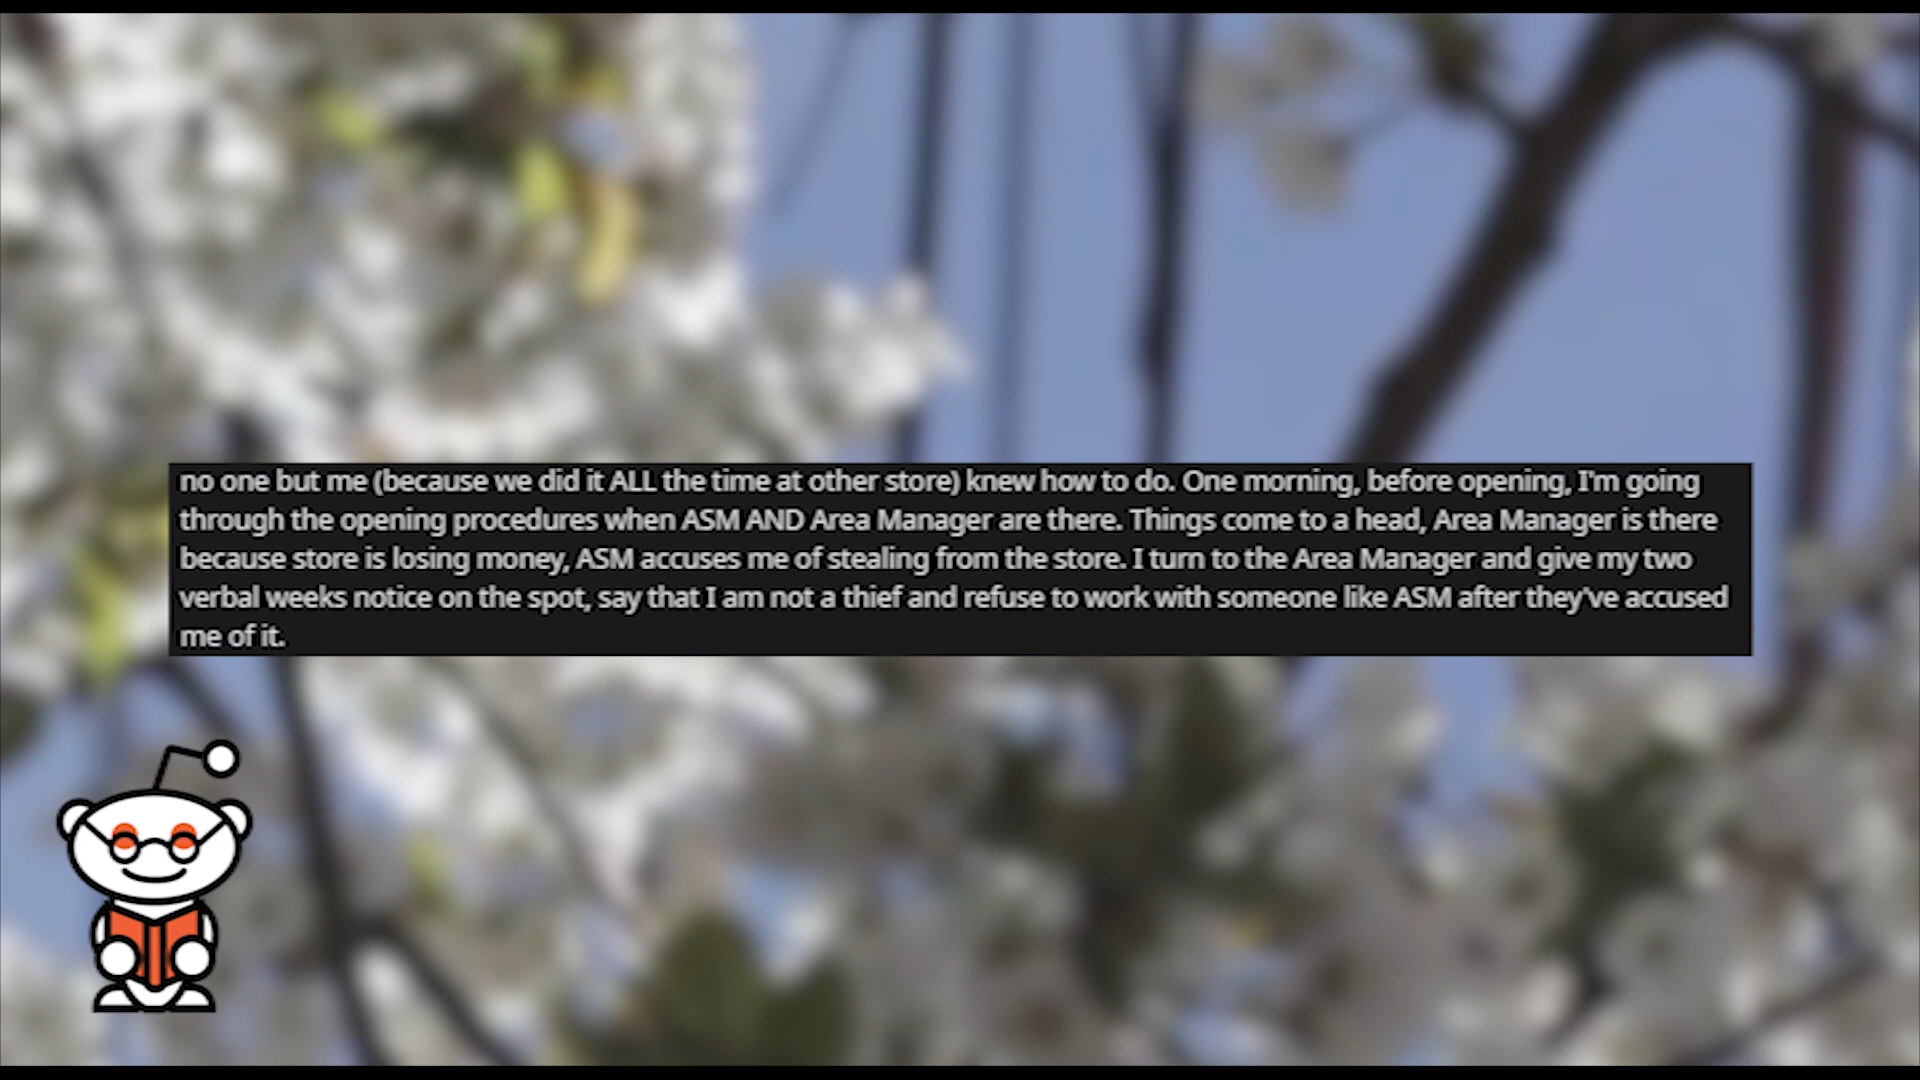 no one but me (because we did it ALL the time at other store) knew how to do. One morning, before opening, I'm going
through the opening procedures when ASM AND Area Manager are there. Things come to a head, Area Manager is there
because store is losing money, ASM accuses me of stealing from the store. I turn to the Area Manager and give my two
verbal weeks notice on the spot, say that I am not a thief and refuse to work with someone like ASM after they've accused
me of it.